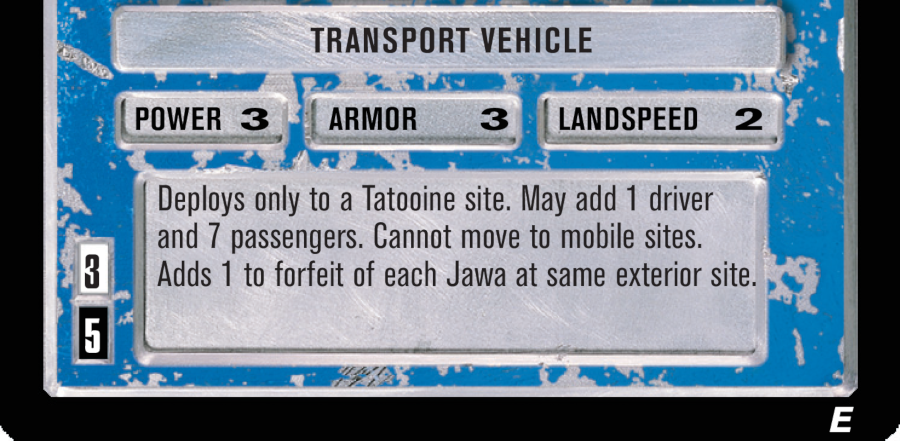 TRANSPORT VEHICLE
POWER 3 ARMOR 3 LANDSPEED 2
Deploys only to a Tatooine site. May add 1 driver
and 7 passengers. Cannot move to mobile sites.
Adds 1 to forfeit of each Jawa at same exterior site.
3
5
E